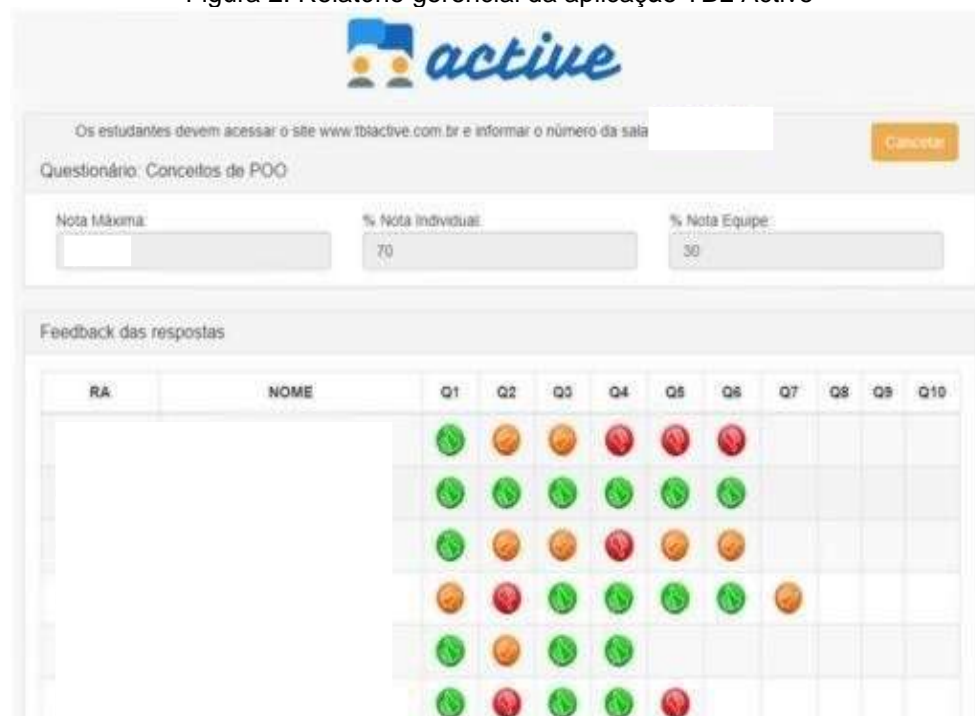 Figura 2. Relatório gerencial da aplicação TBL Active
active
Os estudantes devem acessar o site www.tblactive.com.br e informar o número da sala
Cancelar
Questionário: Conceitos de POO
Nota Máxima: % Nota Individual: % Nota Equipe:
70 30
Feedback das respostas
RA NOME Q1 Q2 Q3 Q4 Q5 Q6 Q7 Q8 Q9 Q10